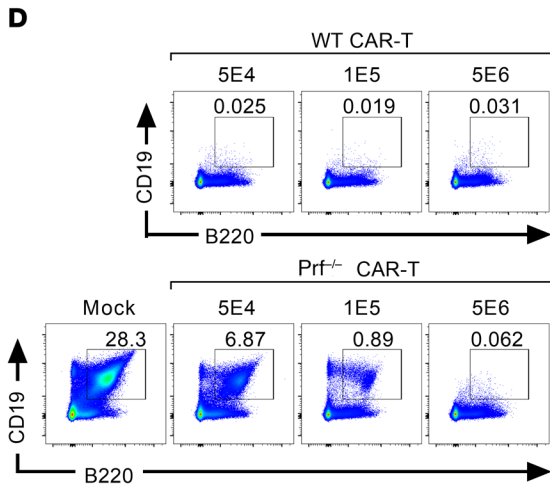 D
WT CAR-T
5E4 1E5 5E6
0.025 0.019 0.031
CD19
B220
Prf–/– CAR-T
Mock 5E4 1E5 5E6
28.3 6.87 0.89 0.062
CD19
B220